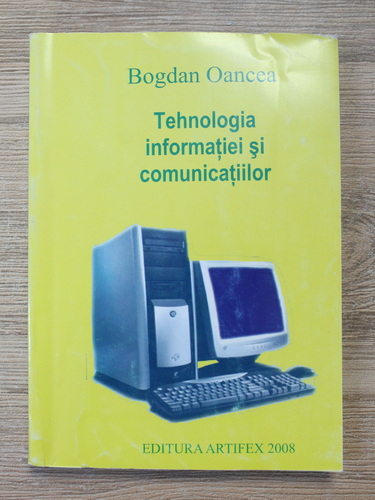 Bogdan Oancea
Tehnologia
informației și
comunicațiilor
EDITURA ARTIFEX 2008